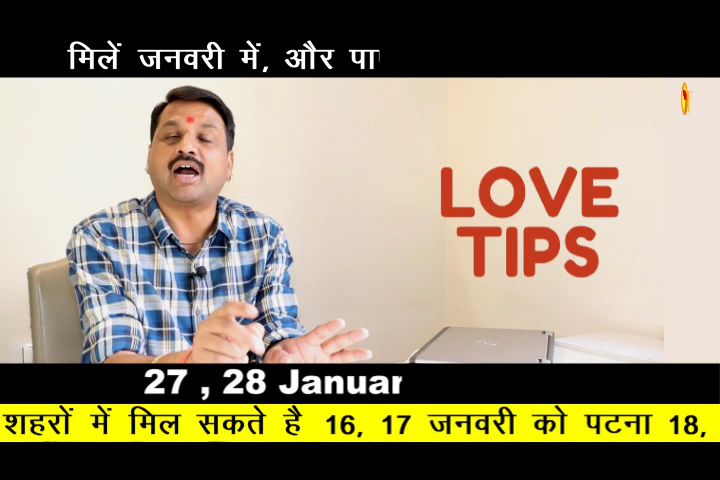 मिलें जनवरी में, और
LOVE
TIPS
27 , 28 Januar
शहरों में मिल सकते है 16, 17 जनवरी को पटना 18,